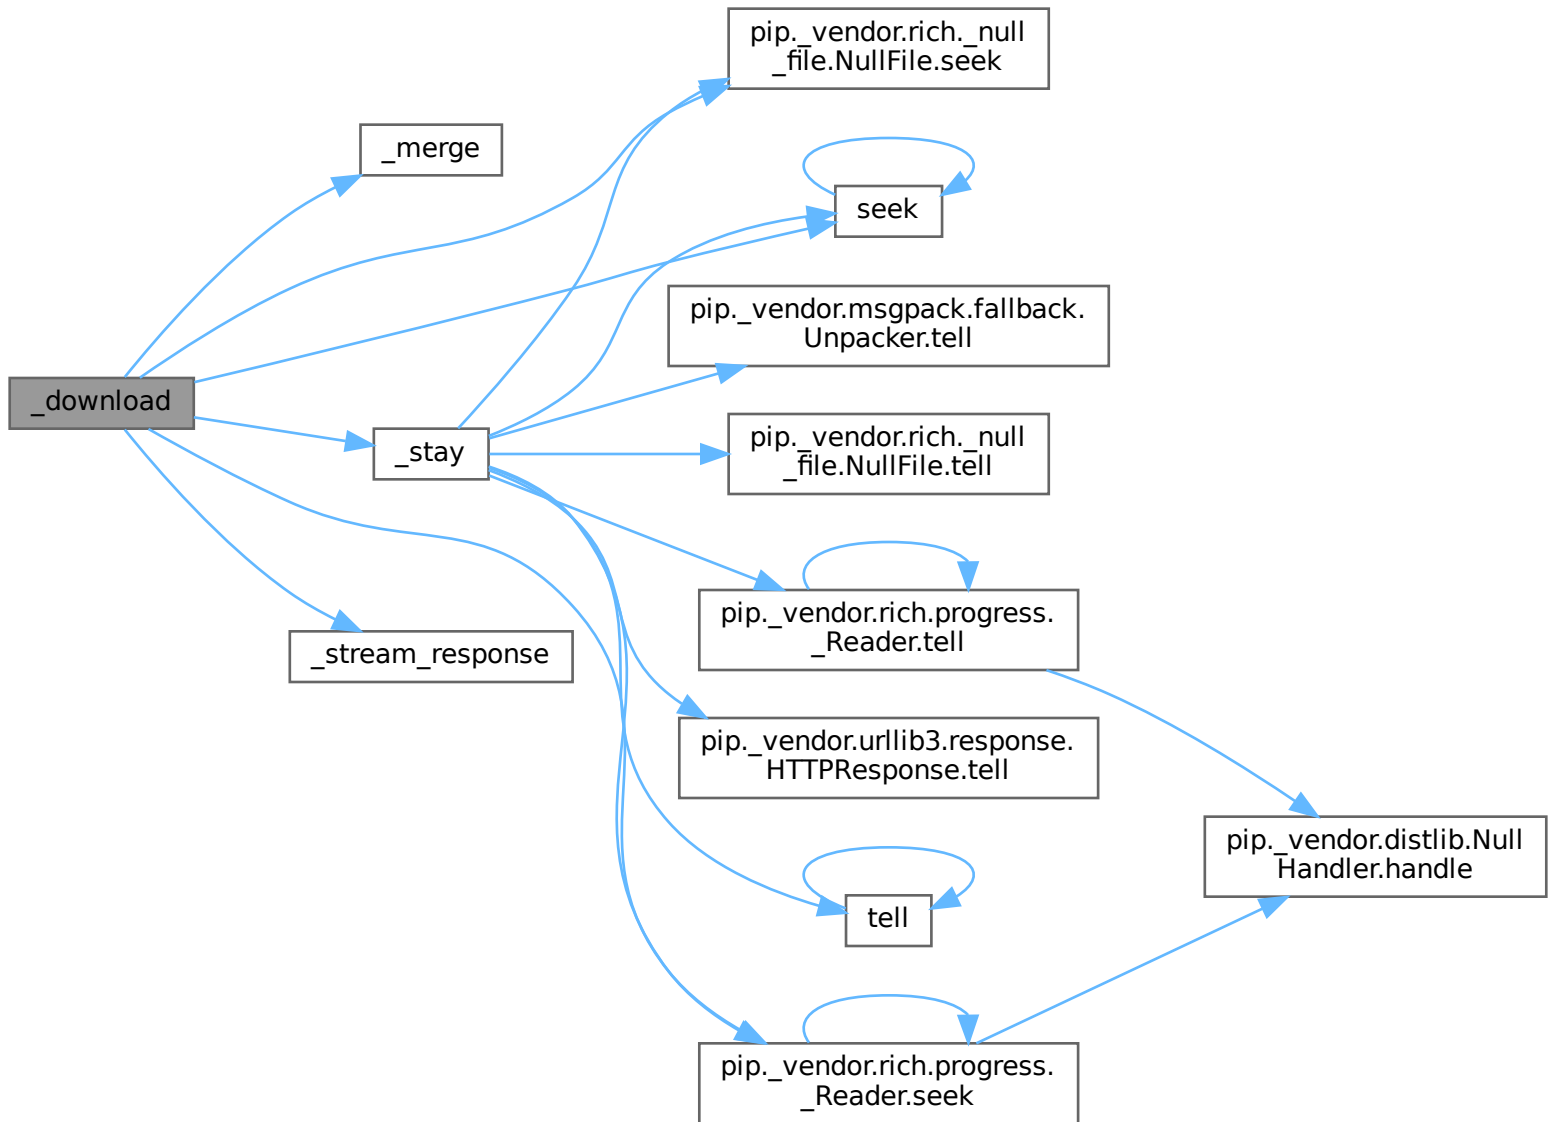 pip._vendor.rich._null
_file.NullFile.seek
_merge
seek
pip._vendor.msgpack.fallback.
Unpacker.tell
_download
_stay
pip._vendor.rich._null
_file.NullFile.tell
pip._vendor.rich.progress.
_Reader.tell
_stream_response
pip._vendor.urllib3.response.
HTTPResponse.tell
pip._vendor.distlib.Null
Handler.handle
tell
pip._vendor.rich.progress.
_Reader.seek